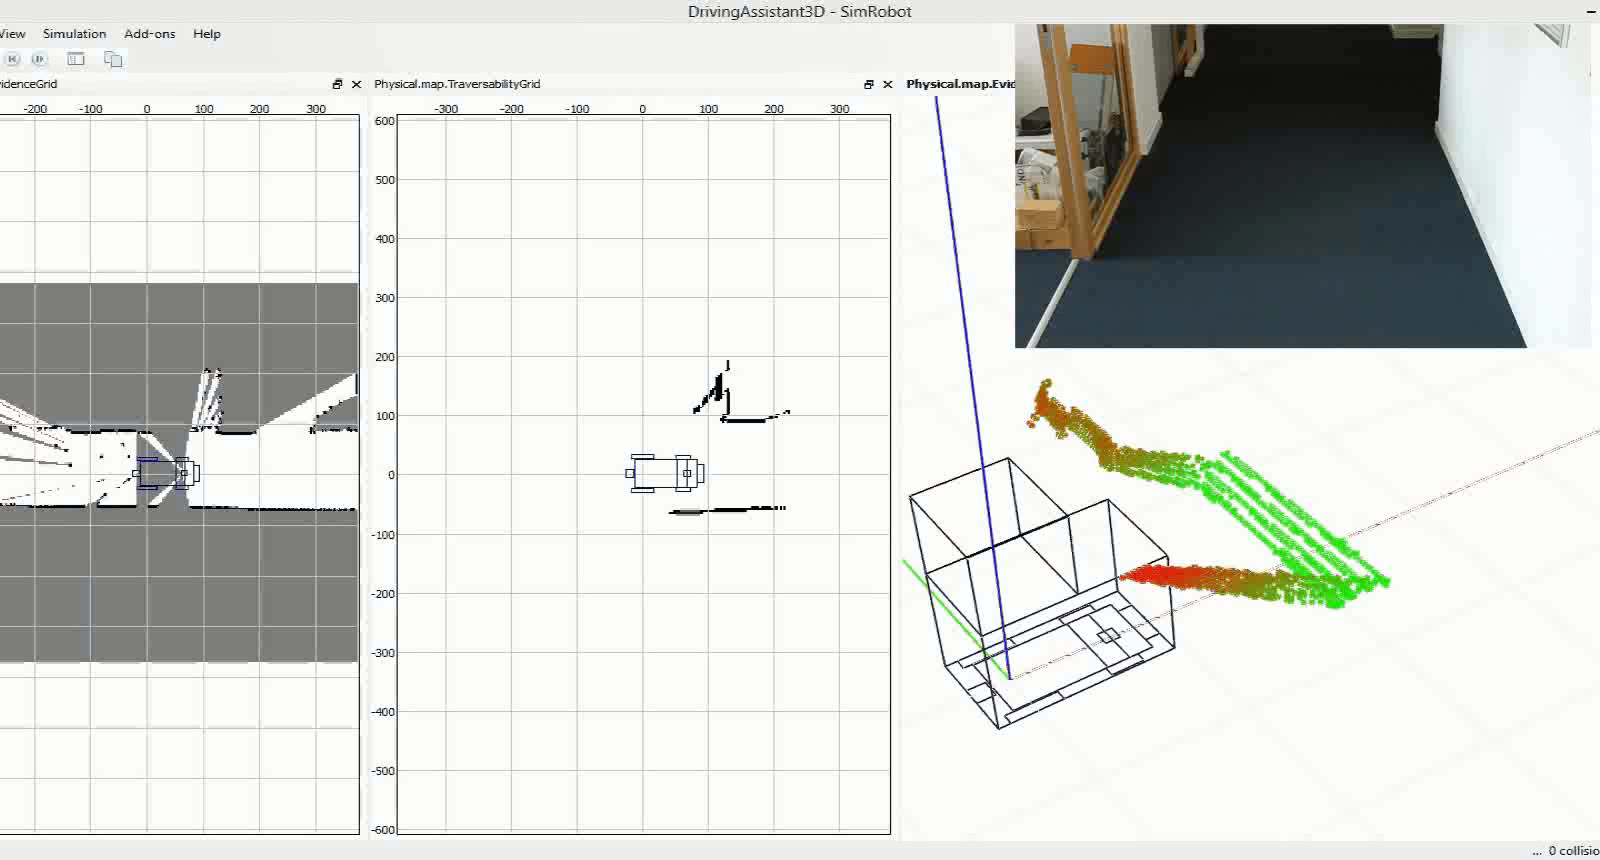 DrivingAssistant3D - SimRobot
View Simulation Add-ons Help
idenceGrid
Physical.map.TraversabilityGrid
Physical.map.Evi
-200 -100 0 100 200 300
-300 -200 -100 0 100 200 300
600
500
400
300
200
100
0
-100
-200
-300
-400
-500
-600
... 0 collisio